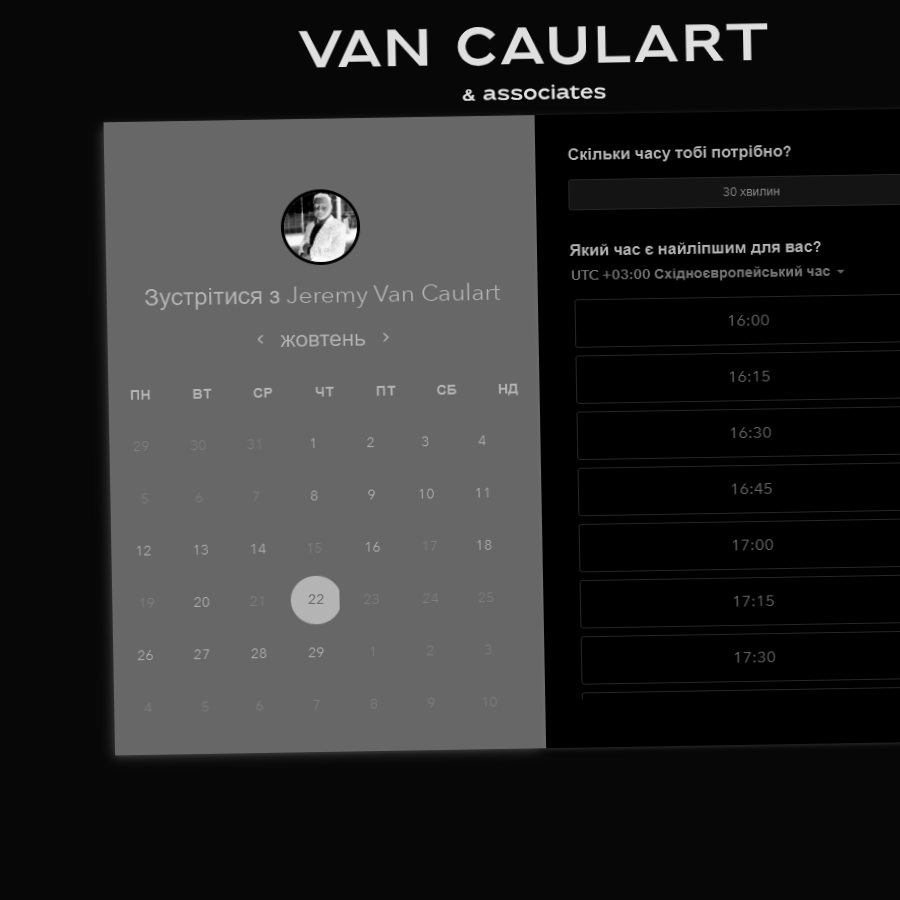 VAN CAULART
& associates
Зустрітися з Jeremy Van Caulart
жовтень
ПН ВТ СР ЧТ ПТ СБ НД
29 30 31 1 2 3 4
5 6 7 8 9 10 11
12 13 14 15 16 17 18
19 20 21 22 23 24 25
26 27 28 29 1 2 3
4 5 6 7 8 9 10
Скільки часу тобі потрібно?
30 хвилин
Який час є найліпшим для вас?
UTC +03:00 Східноєвропейський час
16:00
16:15
16:30
16:45
17:00
17:15
17:30